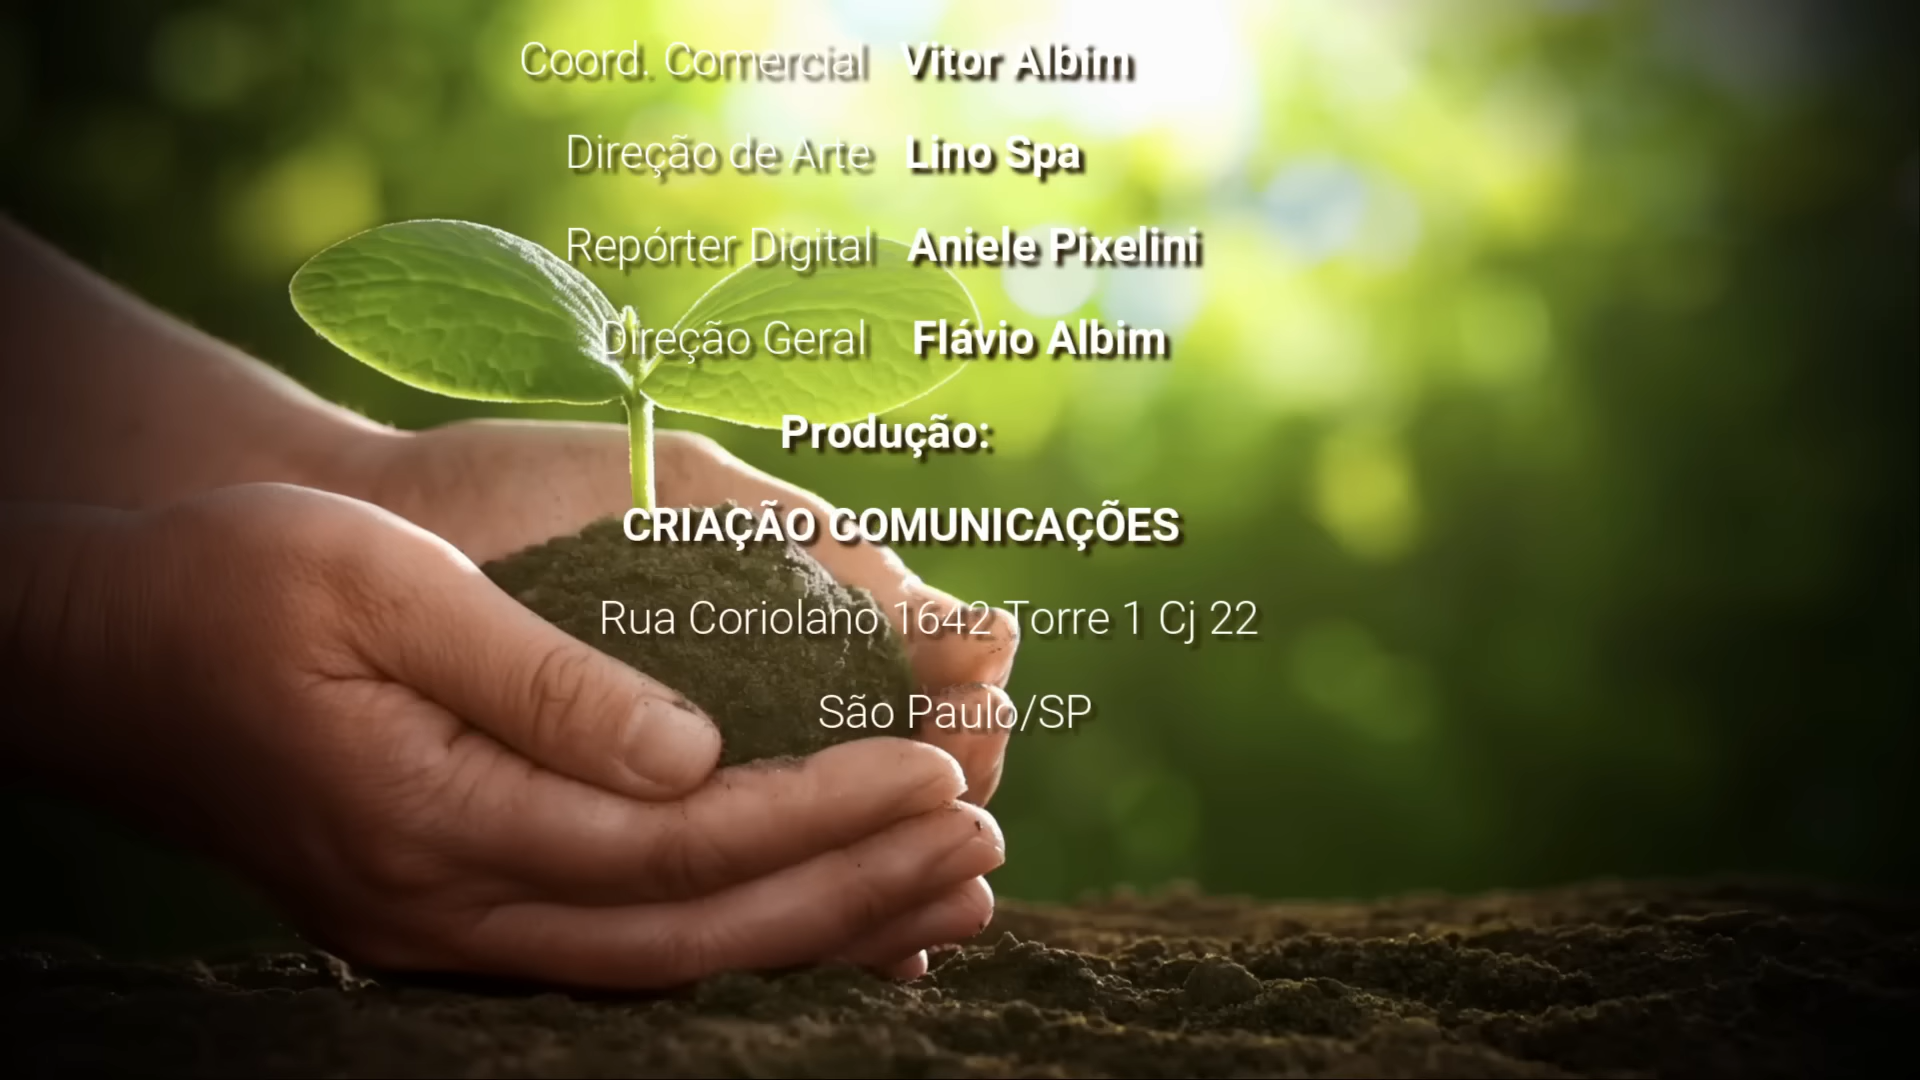 Coord. Comercial Vitor Albim
Direção de Arte Lino Spa
Repórter Digital Aniele Pixelini
Direção Geral Flávio Albim
Produção:
CRIAÇÃO COMUNICAÇÕES
Rua Coriolano 1642 Torre 1 Cj 22
São Paulo/SP